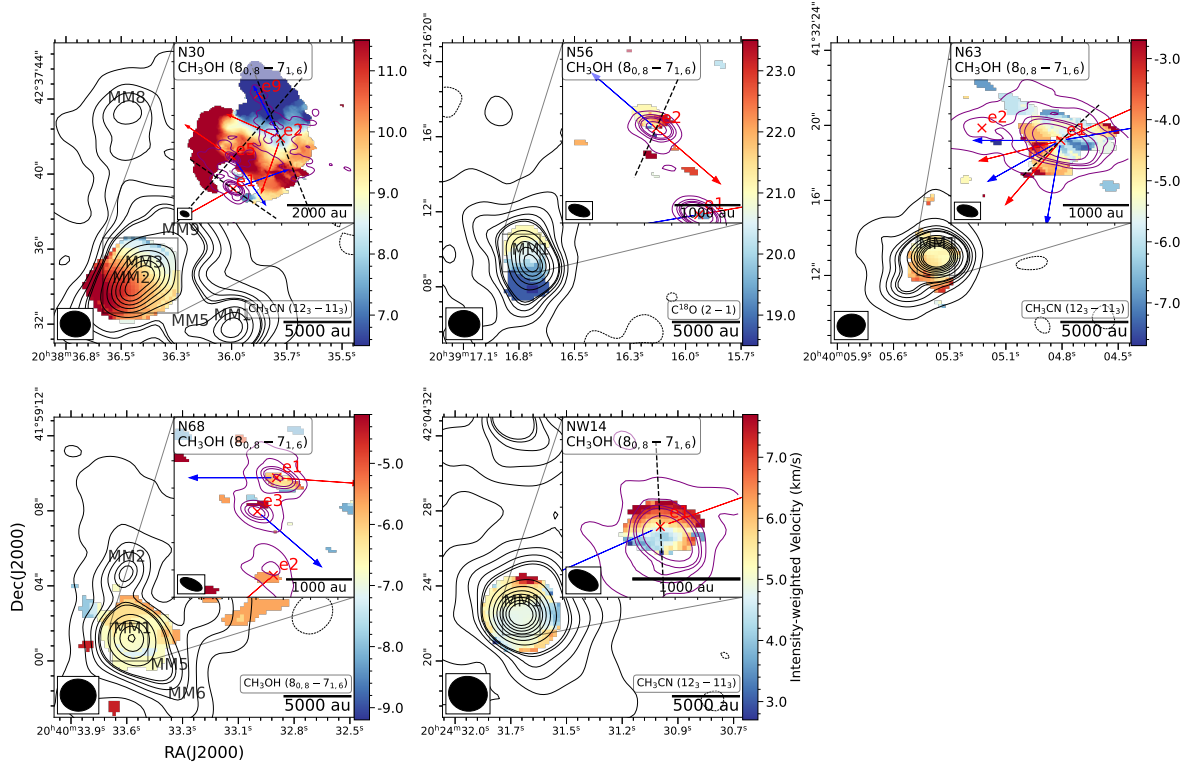 N30
CH₃OH (8₀,₈ − 7₁,₆)
MM8
e9
e2
2000 au
MM9
MM3
MM2
MM5
MM1
CH₃CN (12₃ − 11₃)
5000 au
42°37'44"
40"
36"
32"
20ʰ38ᵐ36.8ˢ
36.5ˢ
36.3ˢ
36.0ˢ
35.7ˢ
35.5ˢ
11.0
10.0
9.0
8.0
7.0
N56
CH₃OH (8₀,₈ − 7₁,₆)
e2
e1
1000 au
MM1
C¹⁸O (2 − 1)
5000 au
42°16'20"
16"
12"
08"
20ʰ39ᵐ17.1ˢ
16.8ˢ
16.3ˢ
16.0ˢ
15.7ˢ
23.0
22.0
21.0
20.0
19.0
N63
CH₃OH (8₀,₈ − 7₁,₆)
e2
e1
1000 au
MM1
CH₃CN (12₃ − 11₃)
5000 au
41°32'24"
20"
16"
12"
20ʰ40ᵐ05.9ˢ
05.6ˢ
05.3ˢ
05.1ˢ
04.8ˢ
04.5ˢ
-3.0
-4.0
-5.0
-6.0
-7.0
N68
CH₃OH (8₀,₈ − 7₁,₆)
e1
e3
e2
1000 au
MM2
MM1
MM5
MM6
CH₃OH (8₀,₈ − 7₁,₆)
5000 au
41°59'12"
08"
04"
00"
20ʰ40ᵐ33.9ˢ
33.6ˢ
33.4ˢ
33.1ˢ
32.8ˢ
32.5ˢ
-5.0
-6.0
-7.0
-8.0
-9.0
NW14
CH₃OH (8₀,₈ − 7₁,₆)
1000 au
CH₃CN (12₃ − 11₃)
5000 au
42°04'32"
28"
24"
20"
20ʰ24ᵐ32.0ˢ
31.7ˢ
31.5ˢ
31.2ˢ
30.9ˢ
30.7ˢ
7.0
6.0
5.0
4.0
3.0
Intensity-weighted Velocity (km/s)
Dec(J2000)
RA(J2000)